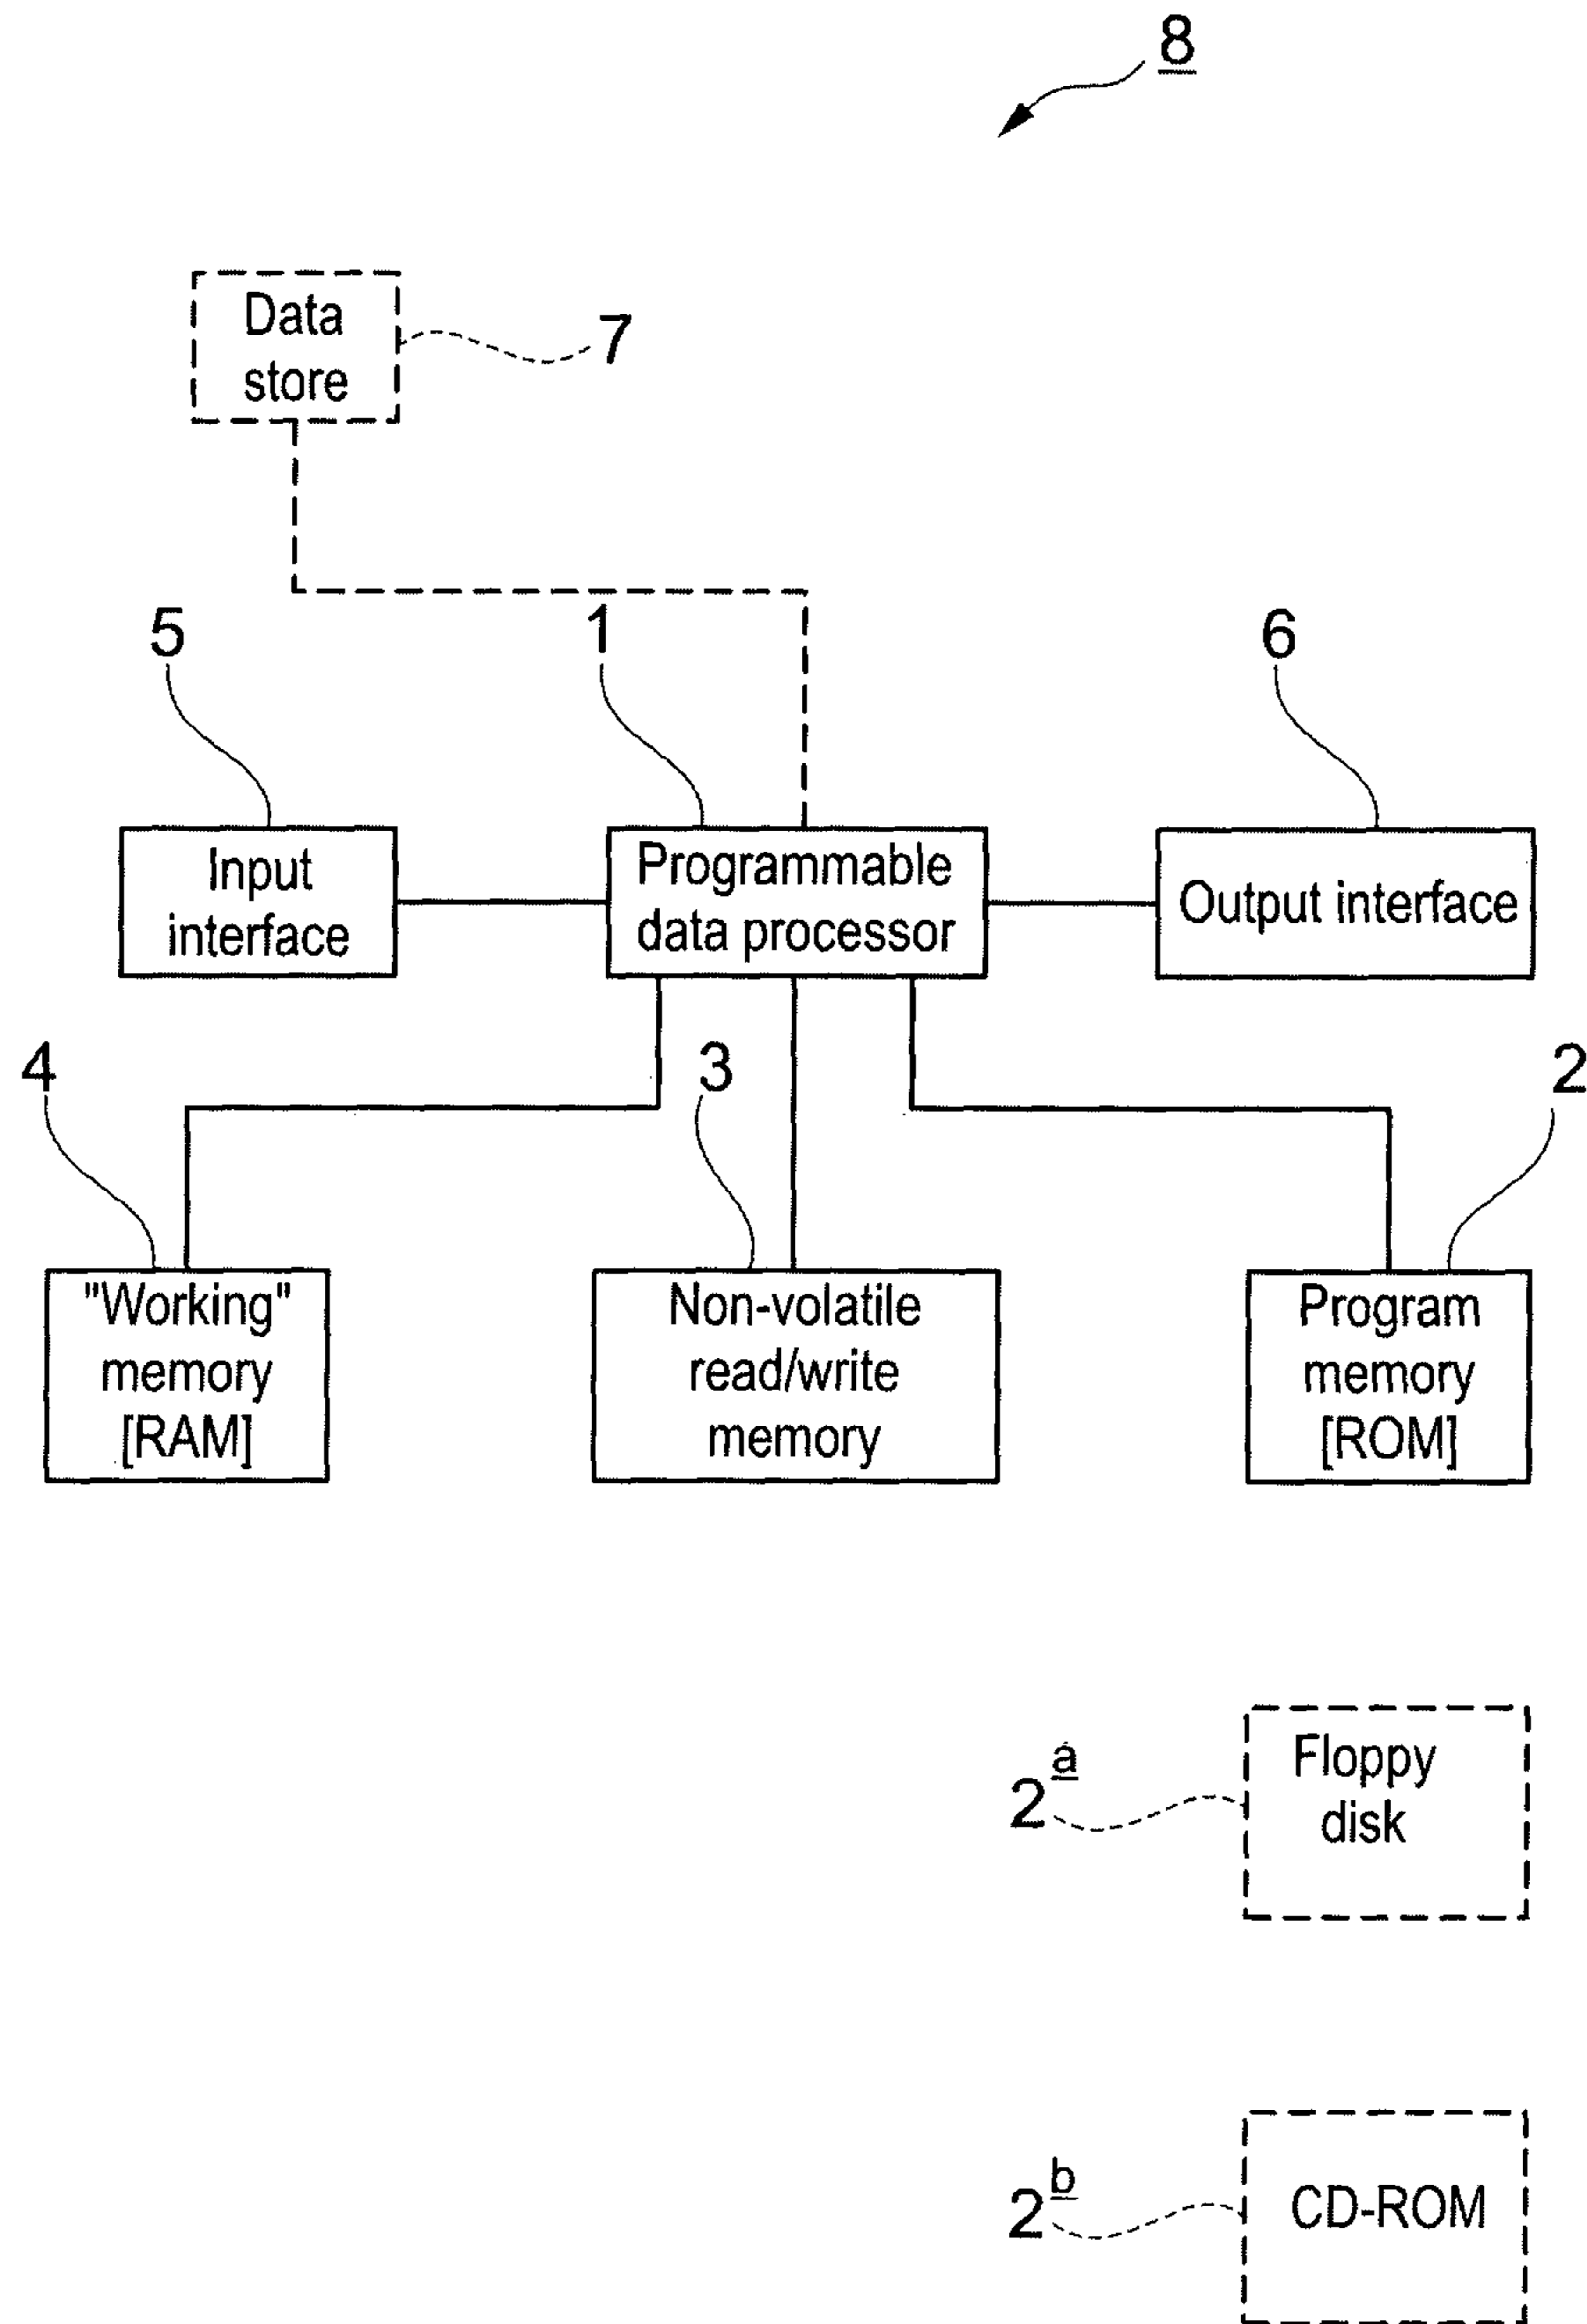 8
Data
store
7
5
1
6
Input
interface
Programmable
data processor
Output interface
4
3
2
"Working"
memory
[RAM]
Non-volatile
read/write
memory
Program
memory
[ROM]
2a
Floppy
disk
2b
CD-ROM